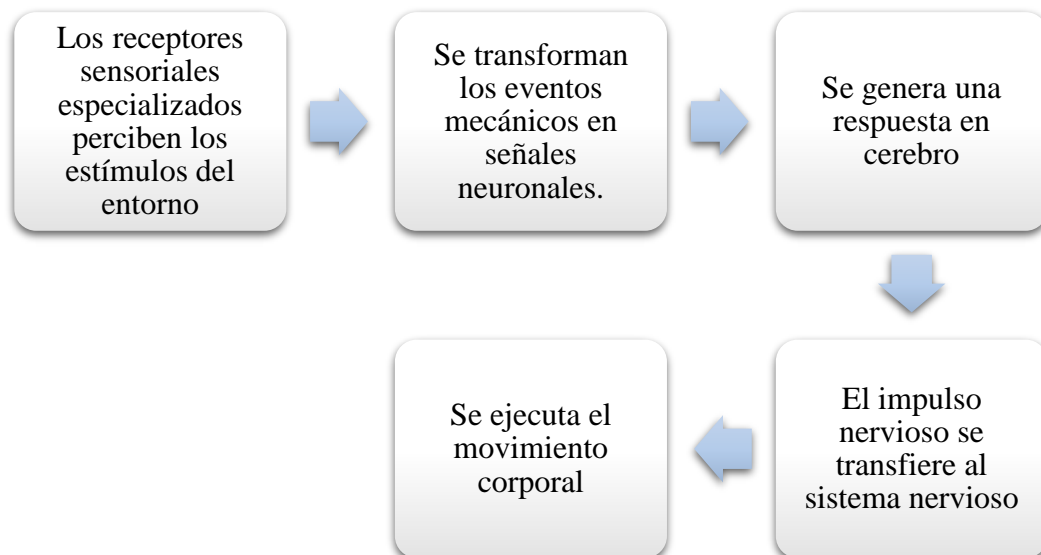 Los receptores
sensoriales
especializados
perciben los
estímulos del
entorno
Se transforman
los eventos
mecánicos en
señales
neuronales.
Se genera una
respuesta en
cerebro
El impulso
nervioso se
transfiere al
sistema nervioso
Se ejecuta el
movimiento
corporal